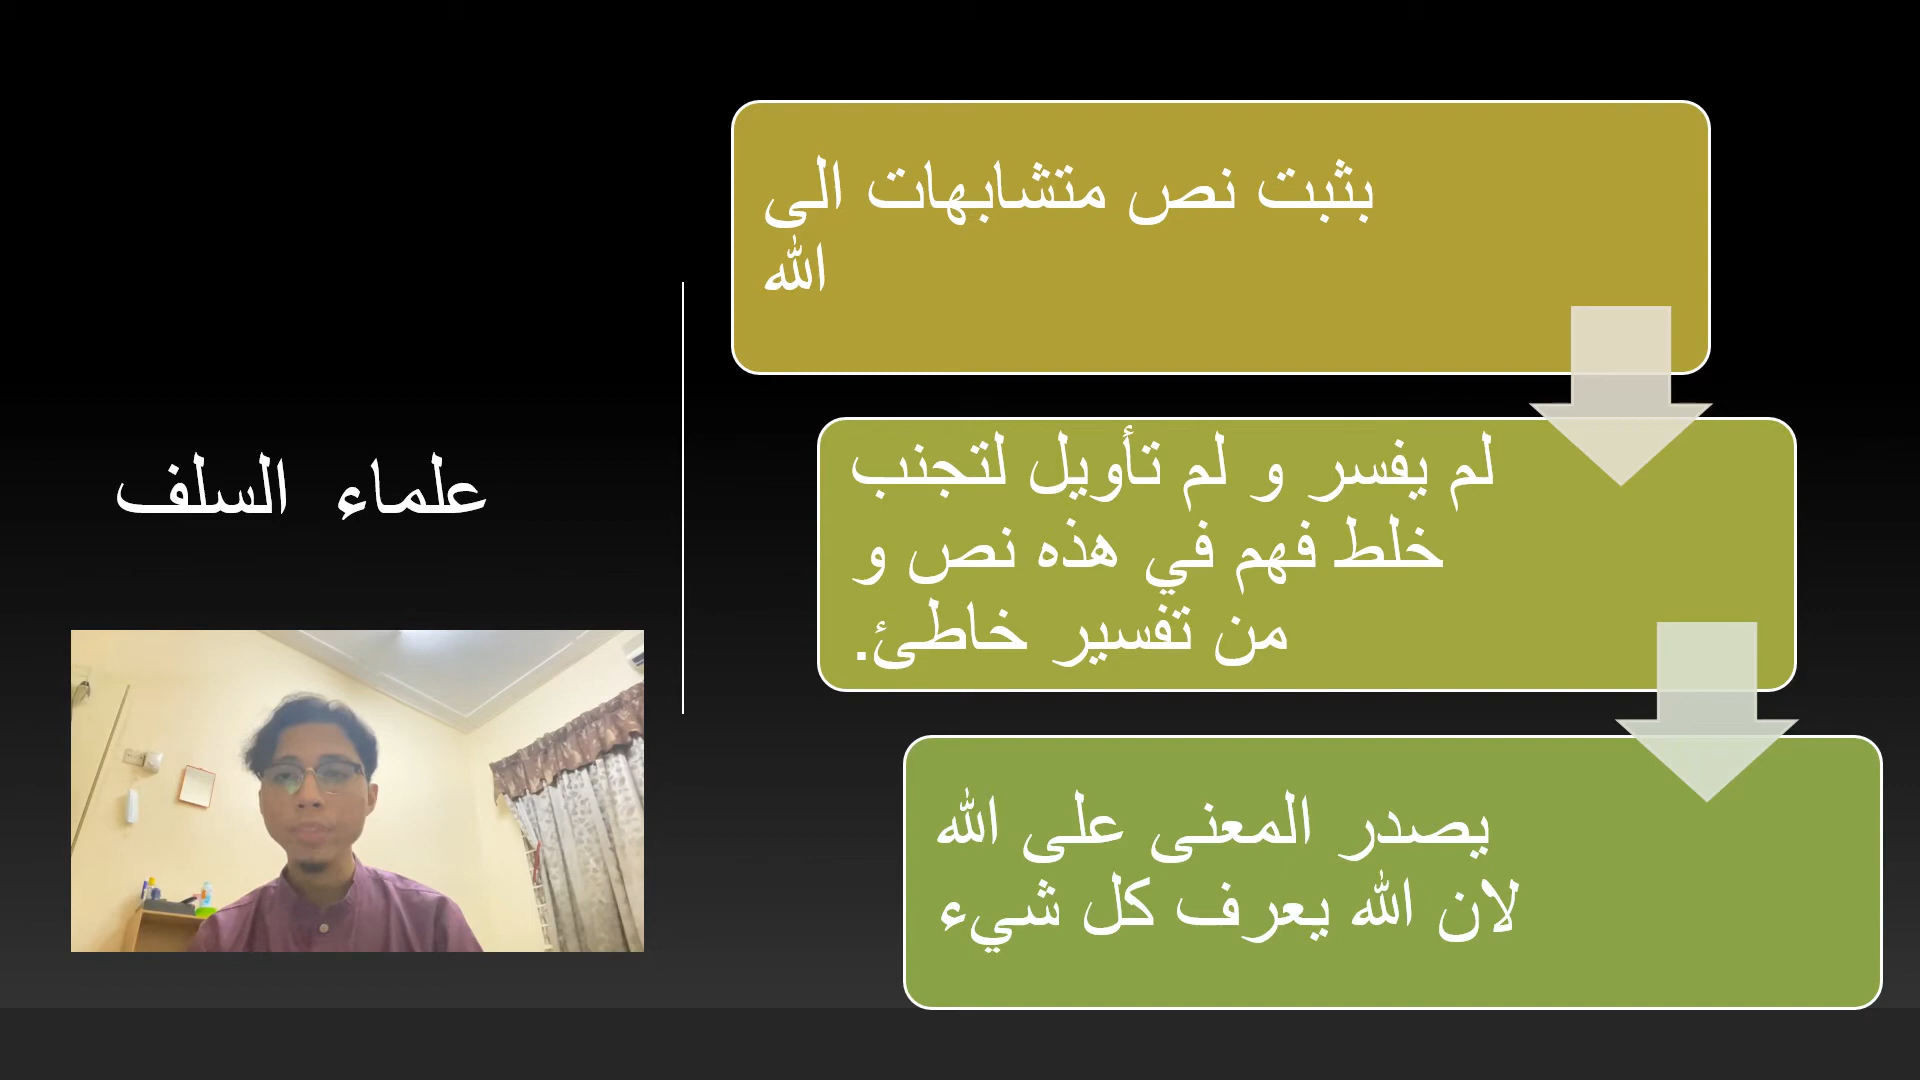 علماء السلف
بثبت نص متشابهات الى
الله
لم يفسر و لم تأويل لتجنب
خلط فهم في هذه نص و
من تفسير خاطئ.
يصدر المعنى على الله
لان الله يعرف كل شيء